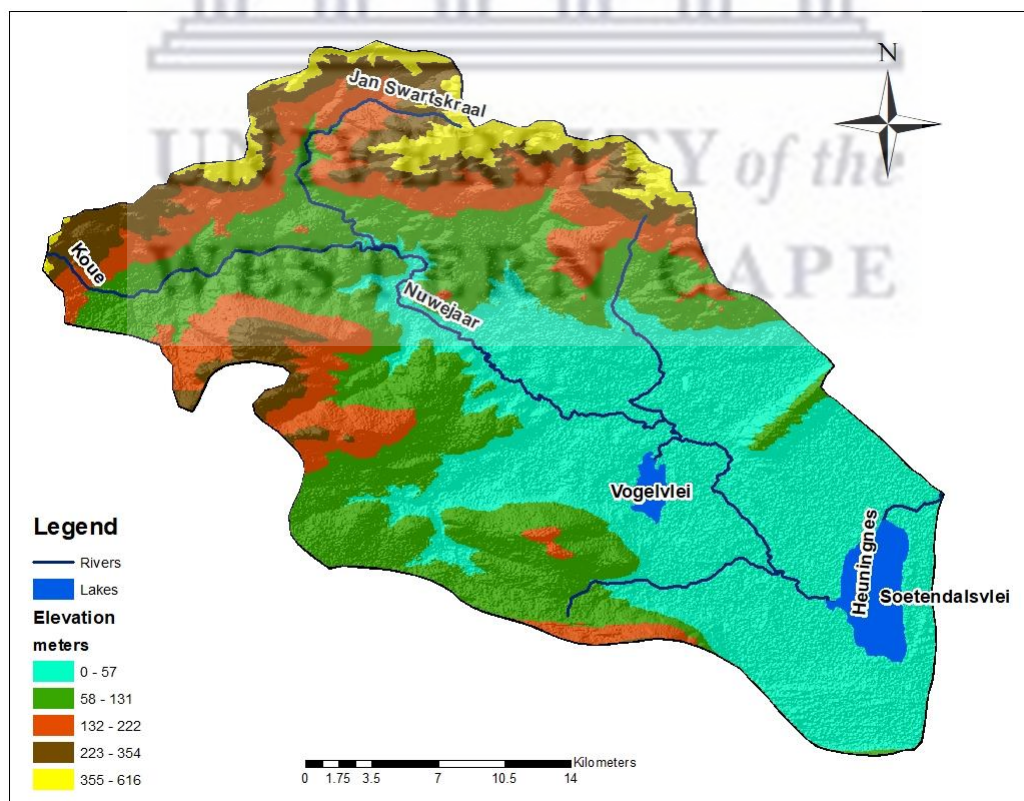 N
Jan Swartskraal
UNIVERSITY of the
WESTERN CAPE
Koue
Nuwejaar
Vogelvlei
Heuningnes
Soetendalsvlei
Legend
Rivers
Lakes
Elevation
meters
0 - 57
58 - 131
132 - 222
223 - 354
355 - 616
Kilometers
0 1.75 3.5 7 10.5 14